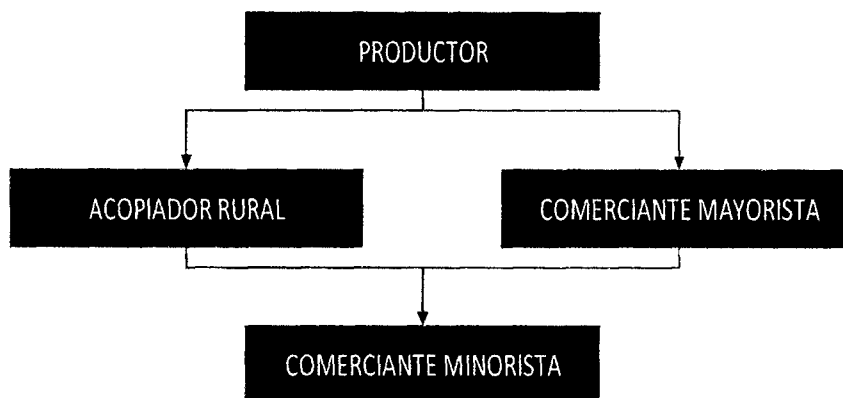 PRODUCTOR
ACOPIADOR RURAL
COMERCIANTE MAYORISTA
COMERCIANTE MINORISTA